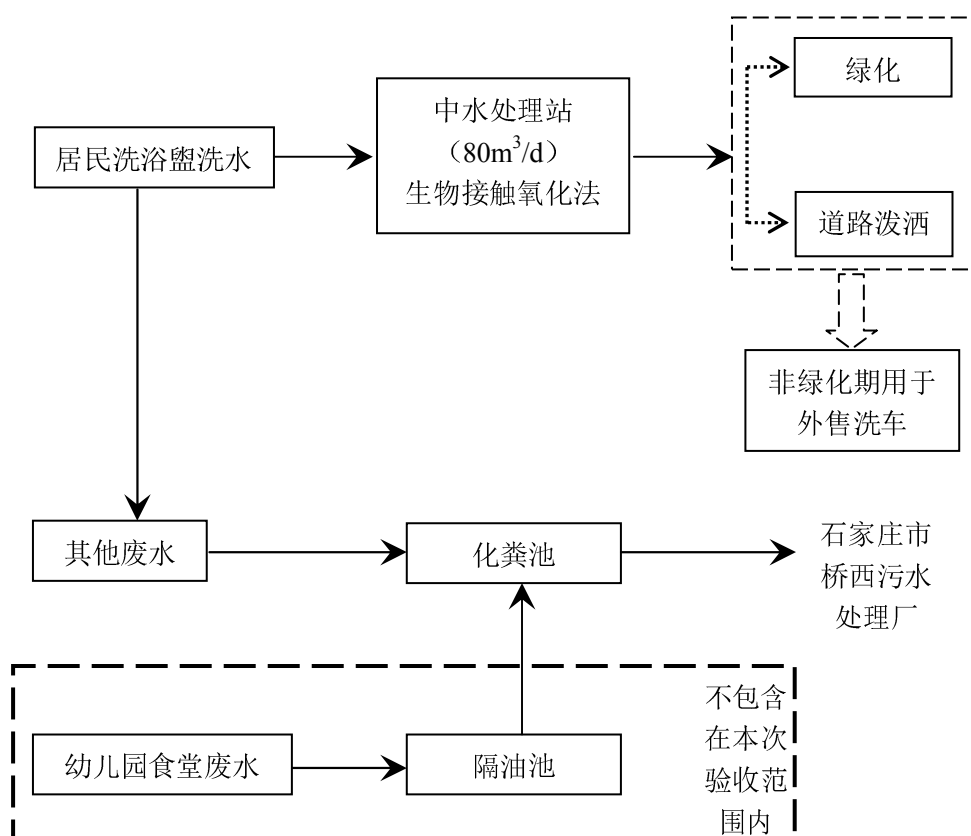 绿化
中水处理站
(80m³/d)
生物接触氧化法
居民洗浴盥洗水
道路泼洒
非绿化期用于
外售洗车
其他废水
化粪池
石家庄市
桥西污水
处理厂
幼儿园食堂废水
隔油池
不包含
在本次
验收范
围内